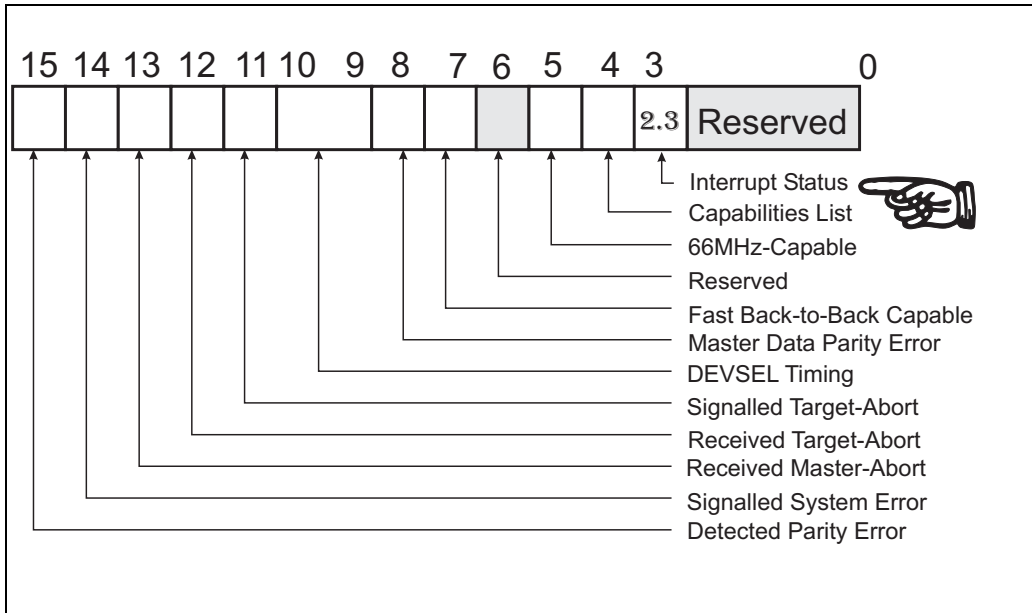 15 14 13 12 11 10 9 8 7 6 5 4 3 0
2.3 Reserved
Interrupt Status
Capabilities List
66MHz-Capable
Reserved
Fast Back-to-Back Capable
Master Data Parity Error
DEVSEL Timing
Signalled Target-Abort
Received Target-Abort
Received Master-Abort
Signalled System Error
Detected Parity Error